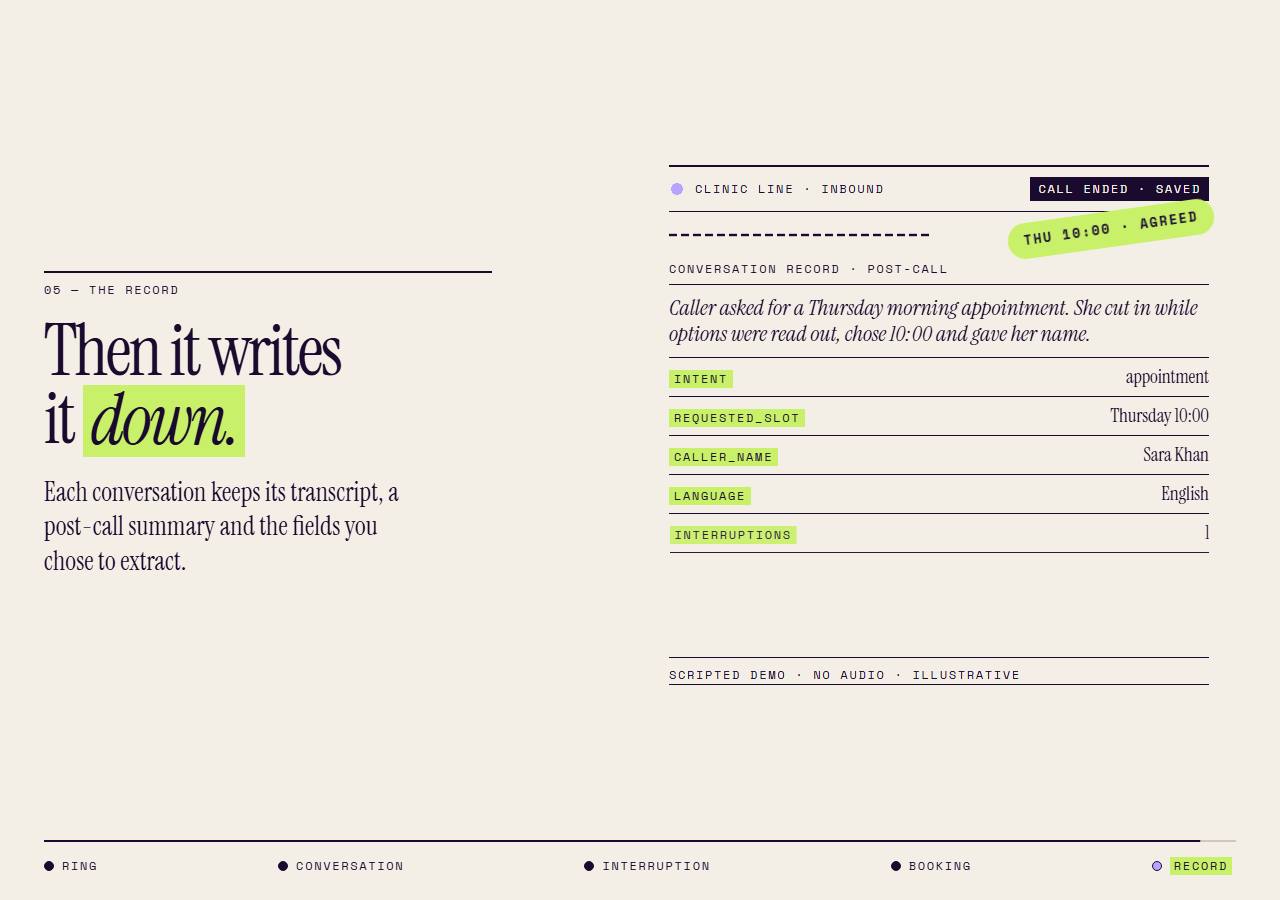 05 — THE RECORD
Then it writes
it down.
Each conversation keeps its transcript, a
post-call summary and the fields you
chose to extract.
CLINIC LINE · INBOUND
CALL ENDED · SAVED
THU 10:00 · AGREED
CONVERSATION RECORD · POST-CALL
Caller asked for a Thursday morning appointment. She cut in while
options were read out, chose 10:00 and gave her name.
INTENT appointment
REQUESTED_SLOT Thursday 10:00
CALLER_NAME Sara Khan
LANGUAGE English
INTERRUPTIONS 1
SCRIPTED DEMO · NO AUDIO · ILLUSTRATIVE
RING CONVERSATION INTERRUPTION BOOKING RECORD